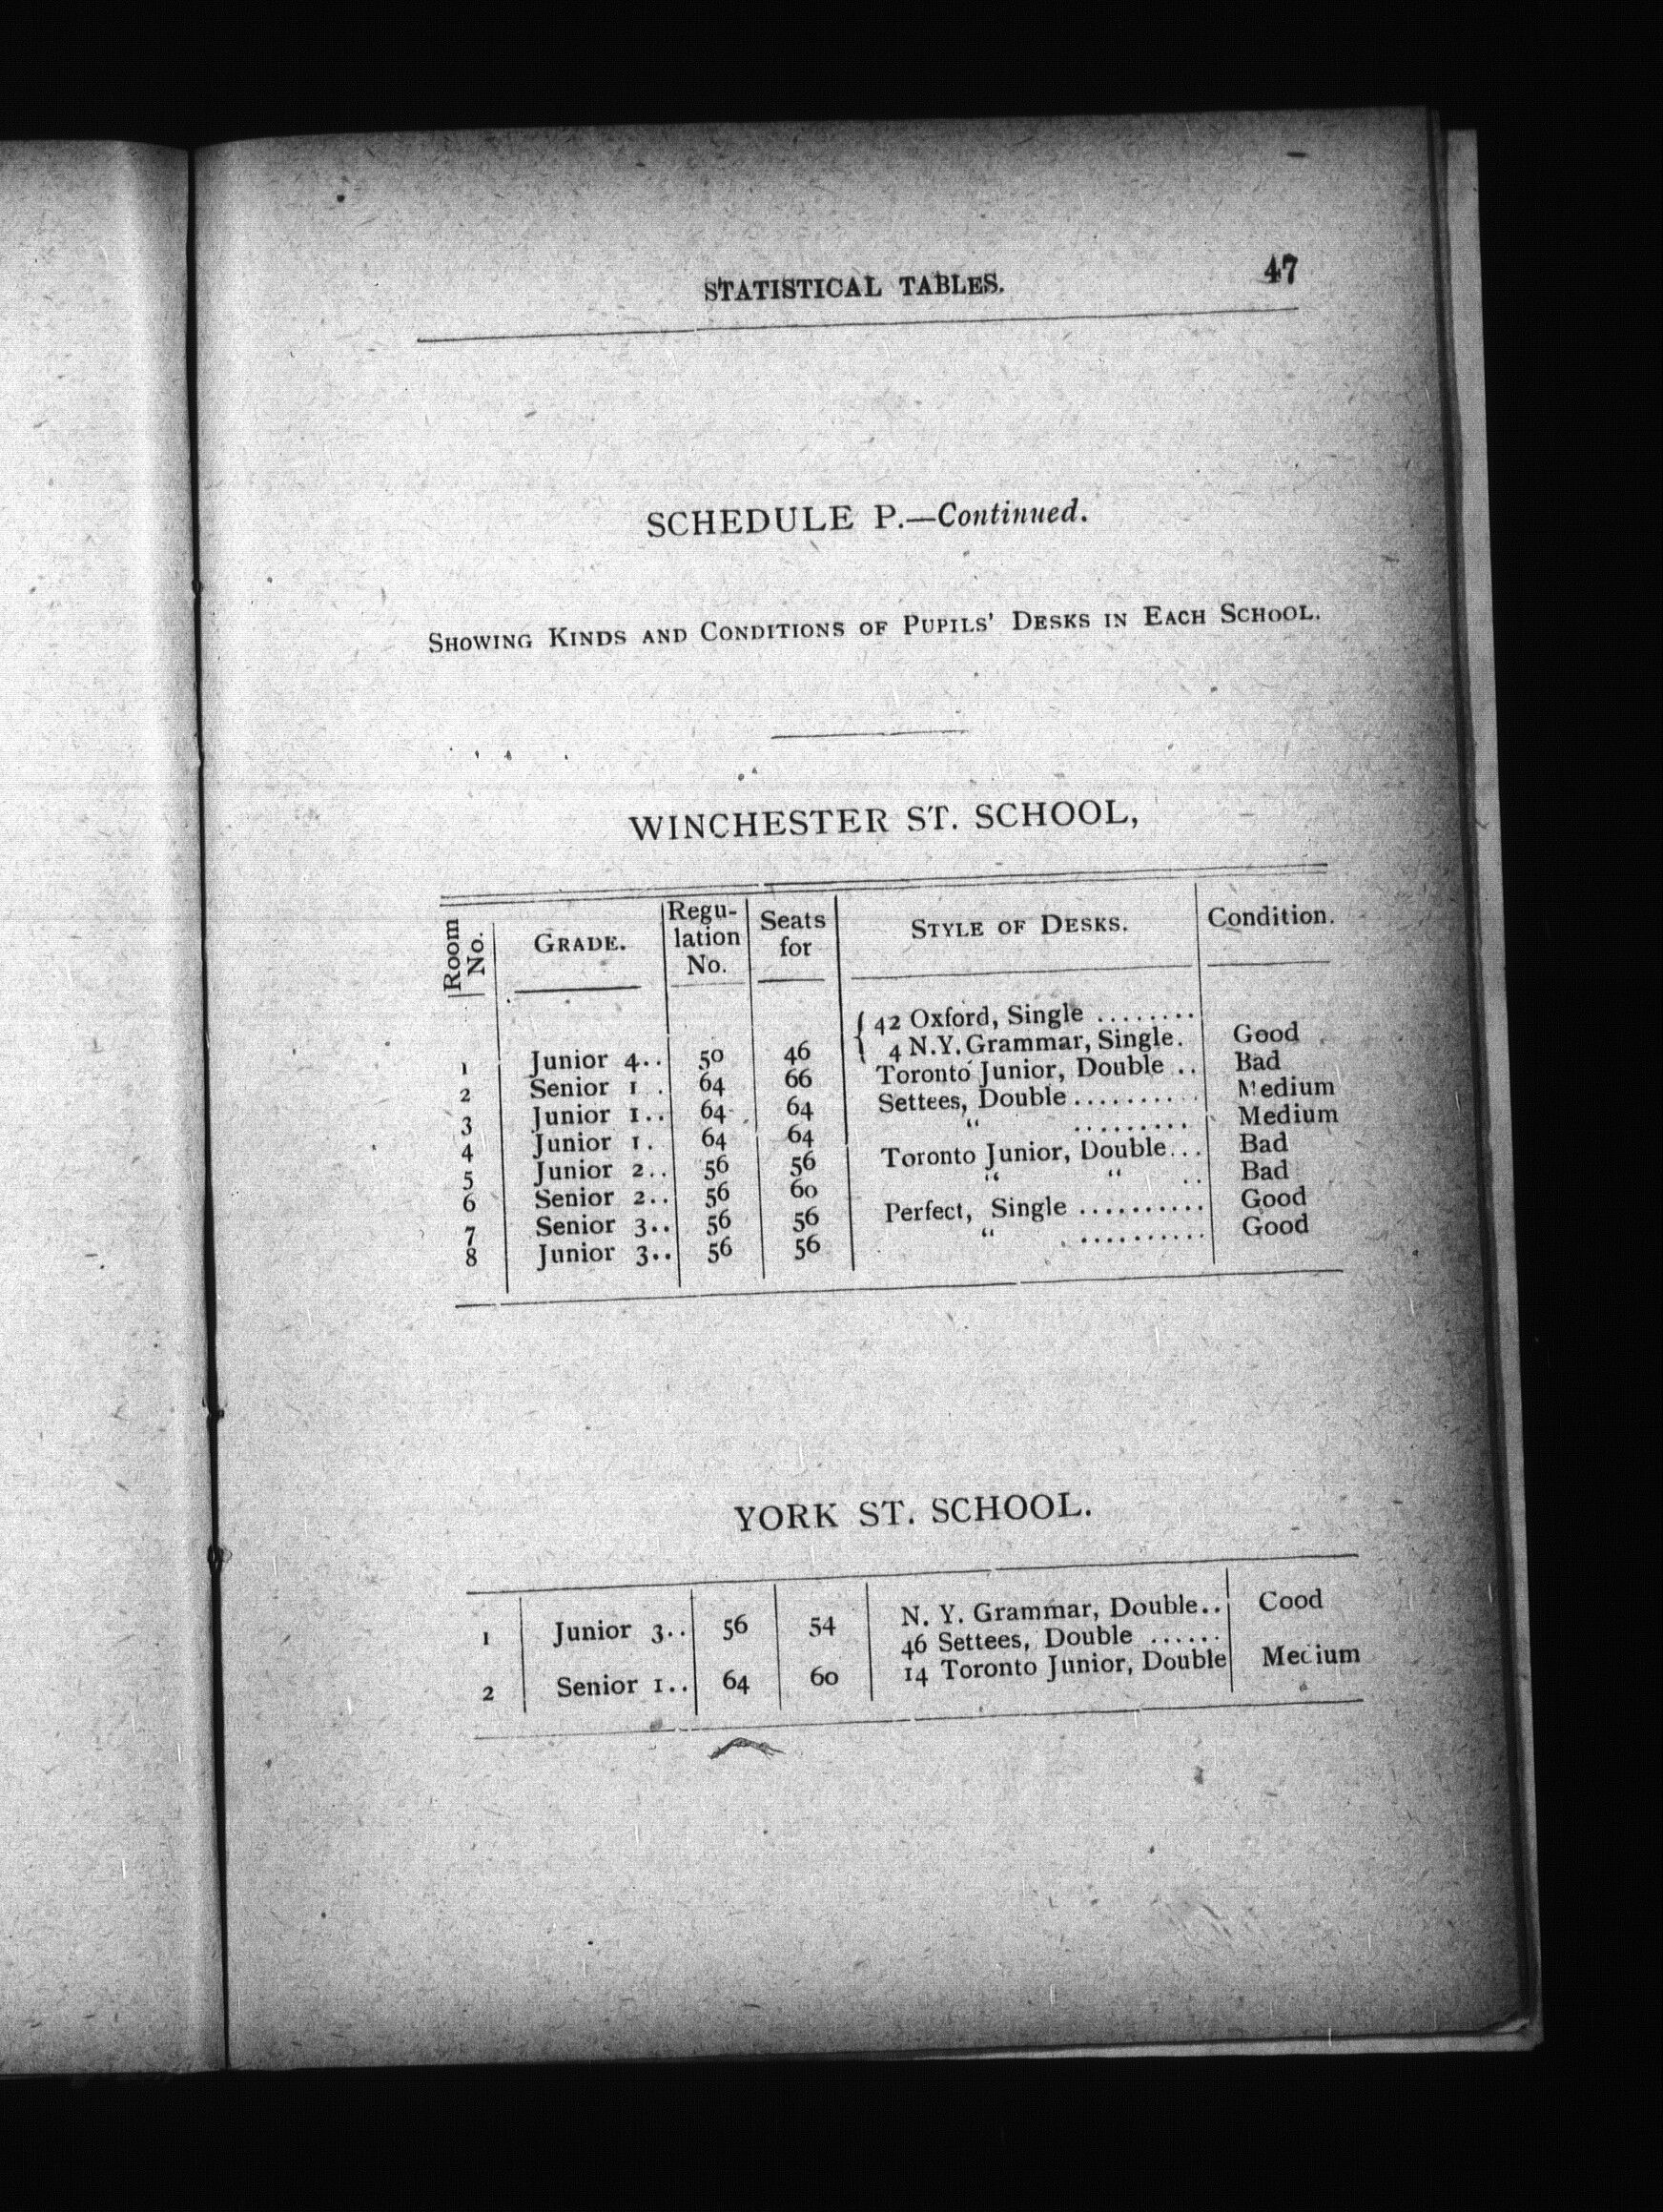 STATISTICAL TABLES. 47
SCHEDULE P.—Continued.
SHOWING KINDS AND CONDITIONS OF PUPILS' DESKS IN EACH SCHOOL.
WINCHESTER ST. SCHOOL,
Room No. GRADE. Regu-lation No. Seats for STYLE OF DESKS. Condition.
{ 42 Oxford, Single ........
1 Junior 4.. 50 46 { 4 N.Y. Grammar, Single. Good
2 Senior 1 . 64 66 Toronto Junior, Double .. Bad
3 Junior 1.. 64 64 Settees, Double.......... Medium
4 Junior 1. 64 64 “ ......... Medium
5 Junior 2.. 56 56 Toronto Junior, Double... Bad
6 Senior 2.. 56 60 “ “ .. Bad
7 Senior 3.. 56 56 Perfect, Single .......... Good
8 Junior 3.. 56 56 “ .......... Good
YORK ST. SCHOOL.
1 Junior 3.. 56 54 N. Y. Grammar, Double.. Cood
46 Settees, Double ......
2 Senior 1.. 64 60 14 Toronto Junior, Double Medium